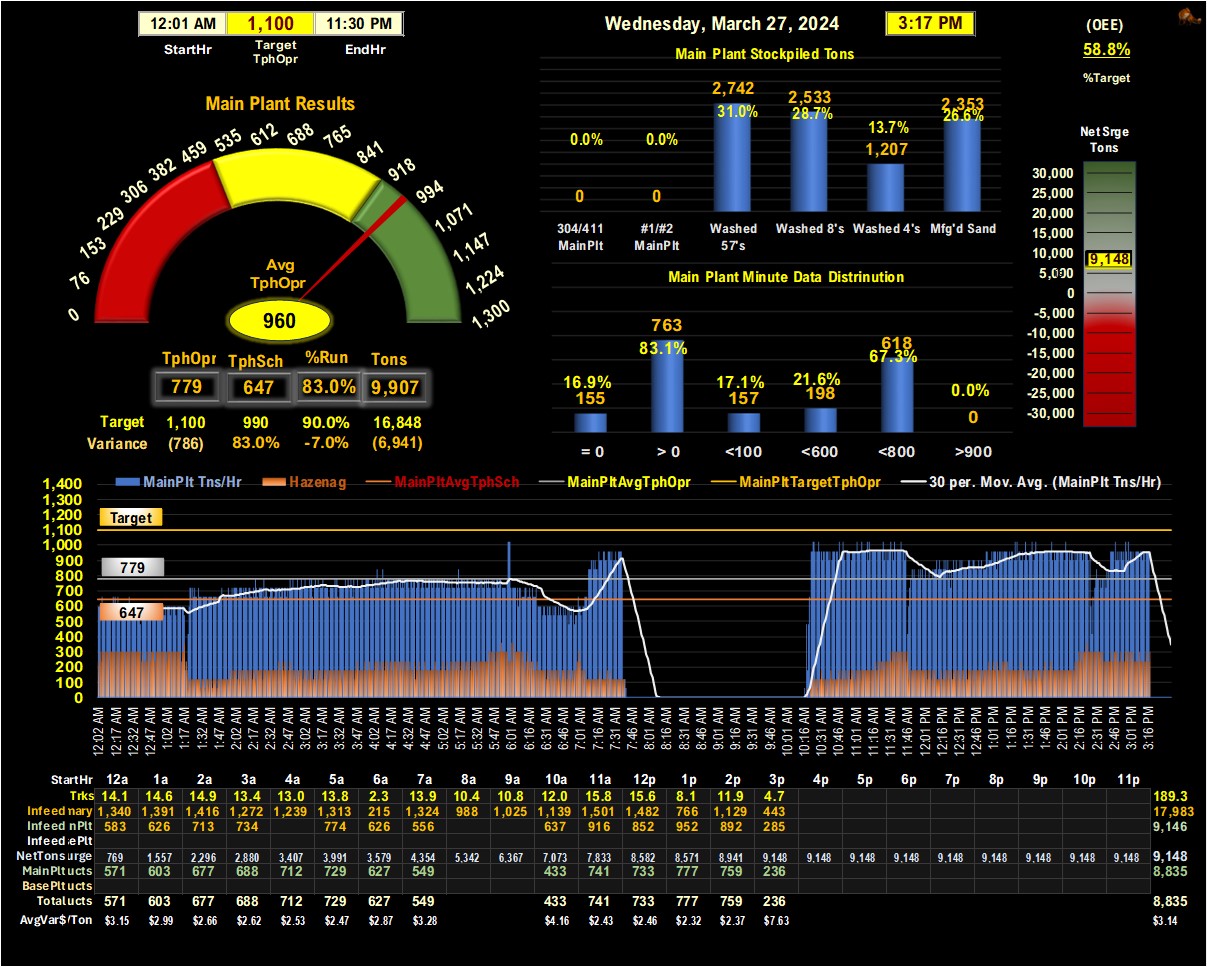 12:01 AM 1,100 11:30 PM
StartHr Target TphOpr EndHr
Wednesday, March 27, 2024 3:17 PM
(OEE)
58.8%
%Target
Main Plant Results
0 76 153 229 306 382 459 535 612 688 765 841 918 994 1,071 1,147 1,224 1,300
Avg
TphOpr
960
TphOpr TphSch %Run Tons
779 647 83.0% 9,907
Target 1,100 990 90.0% 16,848
Variance (786) 83.0% -7.0% (6,941)
Main Plant Stockpiled Tons
2,742 2,533 2,353
31.0% 28.7% 26.6%
0.0% 0.0% 13.7%
1,207
0 0
304/411 MainPlt #1/#2 MainPlt Washed 57's Washed 8's Washed 4's Mfg'd Sand
Main Plant Minute Data Distrinution
763 618
83.1% 67.3%
16.9% 17.1% 21.6% 0.0%
155 157 198 0
= 0 > 0 <100 <600 <800 >900
Net Srge
Tons
30,000
25,000
20,000
15,000
10,000
9,148
5,000
0
-5,000
-10,000
-15,000
-20,000
-25,000
-30,000
MainPlt Tns/Hr Hazenag MainPltAvgTphSch MainPltAvgTphOpr MainPltTargetTphOpr 30 per. Mov. Avg. (MainPlt Tns/Hr)
1,400
1,300
1,200
1,100
1,000
900
800
700
600
500
400
300
200
100
0
Target
779
647
12:02 AM 12:17 AM 12:32 AM 12:47 AM 1:02 AM 1:17 AM 1:32 AM 1:47 AM 2:02 AM 2:17 AM 2:32 AM 2:47 AM 3:02 AM 3:17 AM 3:32 AM 3:47 AM 4:02 AM 4:17 AM 4:32 AM 4:47 AM 5:02 AM 5:17 AM 5:32 AM 5:47 AM 6:01 AM 6:16 AM 6:31 AM 6:46 AM 7:01 AM 7:16 AM 7:31 AM 7:46 AM 8:01 AM 8:16 AM 8:31 AM 8:46 AM 9:01 AM 9:16 AM 9:31 AM 9:46 AM 10:01 AM 10:16 AM 10:31 AM 10:46 AM 11:01 AM 11:16 AM 11:31 AM 11:46 AM 12:01 PM 12:16 PM 12:31 PM 12:46 PM 1:01 PM 1:16 PM 1:31 PM 1:46 PM 2:01 PM 2:16 PM 2:31 PM 2:46 PM 3:01 PM 3:16 PM
StartHr 12a 1a 2a 3a 4a 5a 6a 7a 8a 9a 10a 11a 12p 1p 2p 3p 4p 5p 6p 7p 8p 9p 10p 11p
Trks 14.1 14.6 14.9 13.4 13.0 13.8 2.3 13.9 10.4 10.8 12.0 15.8 15.6 8.1 11.9 4.7 189.3
Infeed nary 1,340 1,391 1,416 1,272 1,239 1,313 215 1,324 988 1,025 1,139 1,501 1,482 766 1,129 443 17,983
Infeed nPlt 583 626 713 734 774 626 556 637 916 852 952 892 285 9,146
Infeed ePlt
NetTons urge 769 1,557 2,296 2,880 3,407 3,991 3,579 4,354 5,342 6,367 7,073 7,833 8,582 8,571 8,941 9,148 9,148 9,148 9,148 9,148 9,148 9,148 9,148 9,148 9,148
MainPlt ucts 571 603 677 688 712 729 627 549 433 741 733 777 759 236 8,835
BasePlt ucts
Total ucts 571 603 677 688 712 729 627 549 433 741 733 777 759 236 8,835
AvgVar$/Ton $3.15 $2.99 $2.66 $2.62 $2.53 $2.47 $2.87 $3.28 $4.16 $2.43 $2.46 $2.32 $2.37 $7.63 $3.14